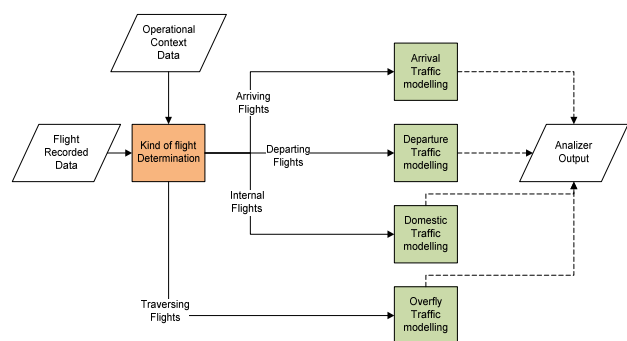 Operational
Context
Data
Flight
Recorded
Data
Kind of flight
Determination
Arriving
Flights
Departing
Flights
Internal
Flights
Traversing
Flights
Arrival
Traffic
modelling
Departure
Traffic
modelling
Domestic
Traffic
modelling
Overfly
Traffic
modelling
Analizer
Output